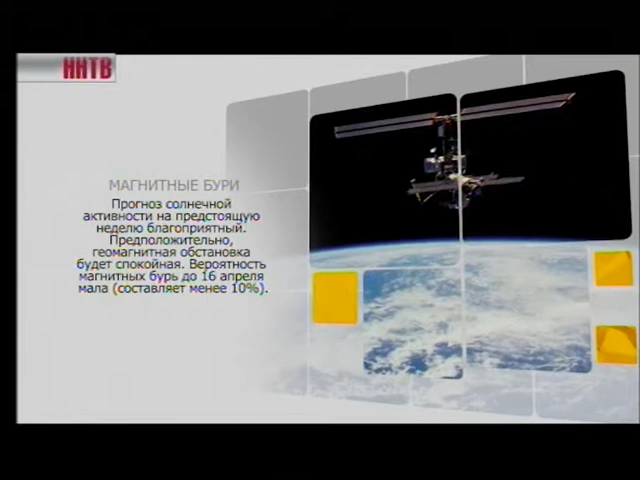 ННТВ
МАГНИТНЫЕ БУРИ
Прогноз солнечной
активности на предстоящую
неделю благоприятный.
Предположительно,
геомагнитная обстановка
будет спокойная. Вероятность
магнитных бурь до 16 апреля
мала (составляет менее 10%).